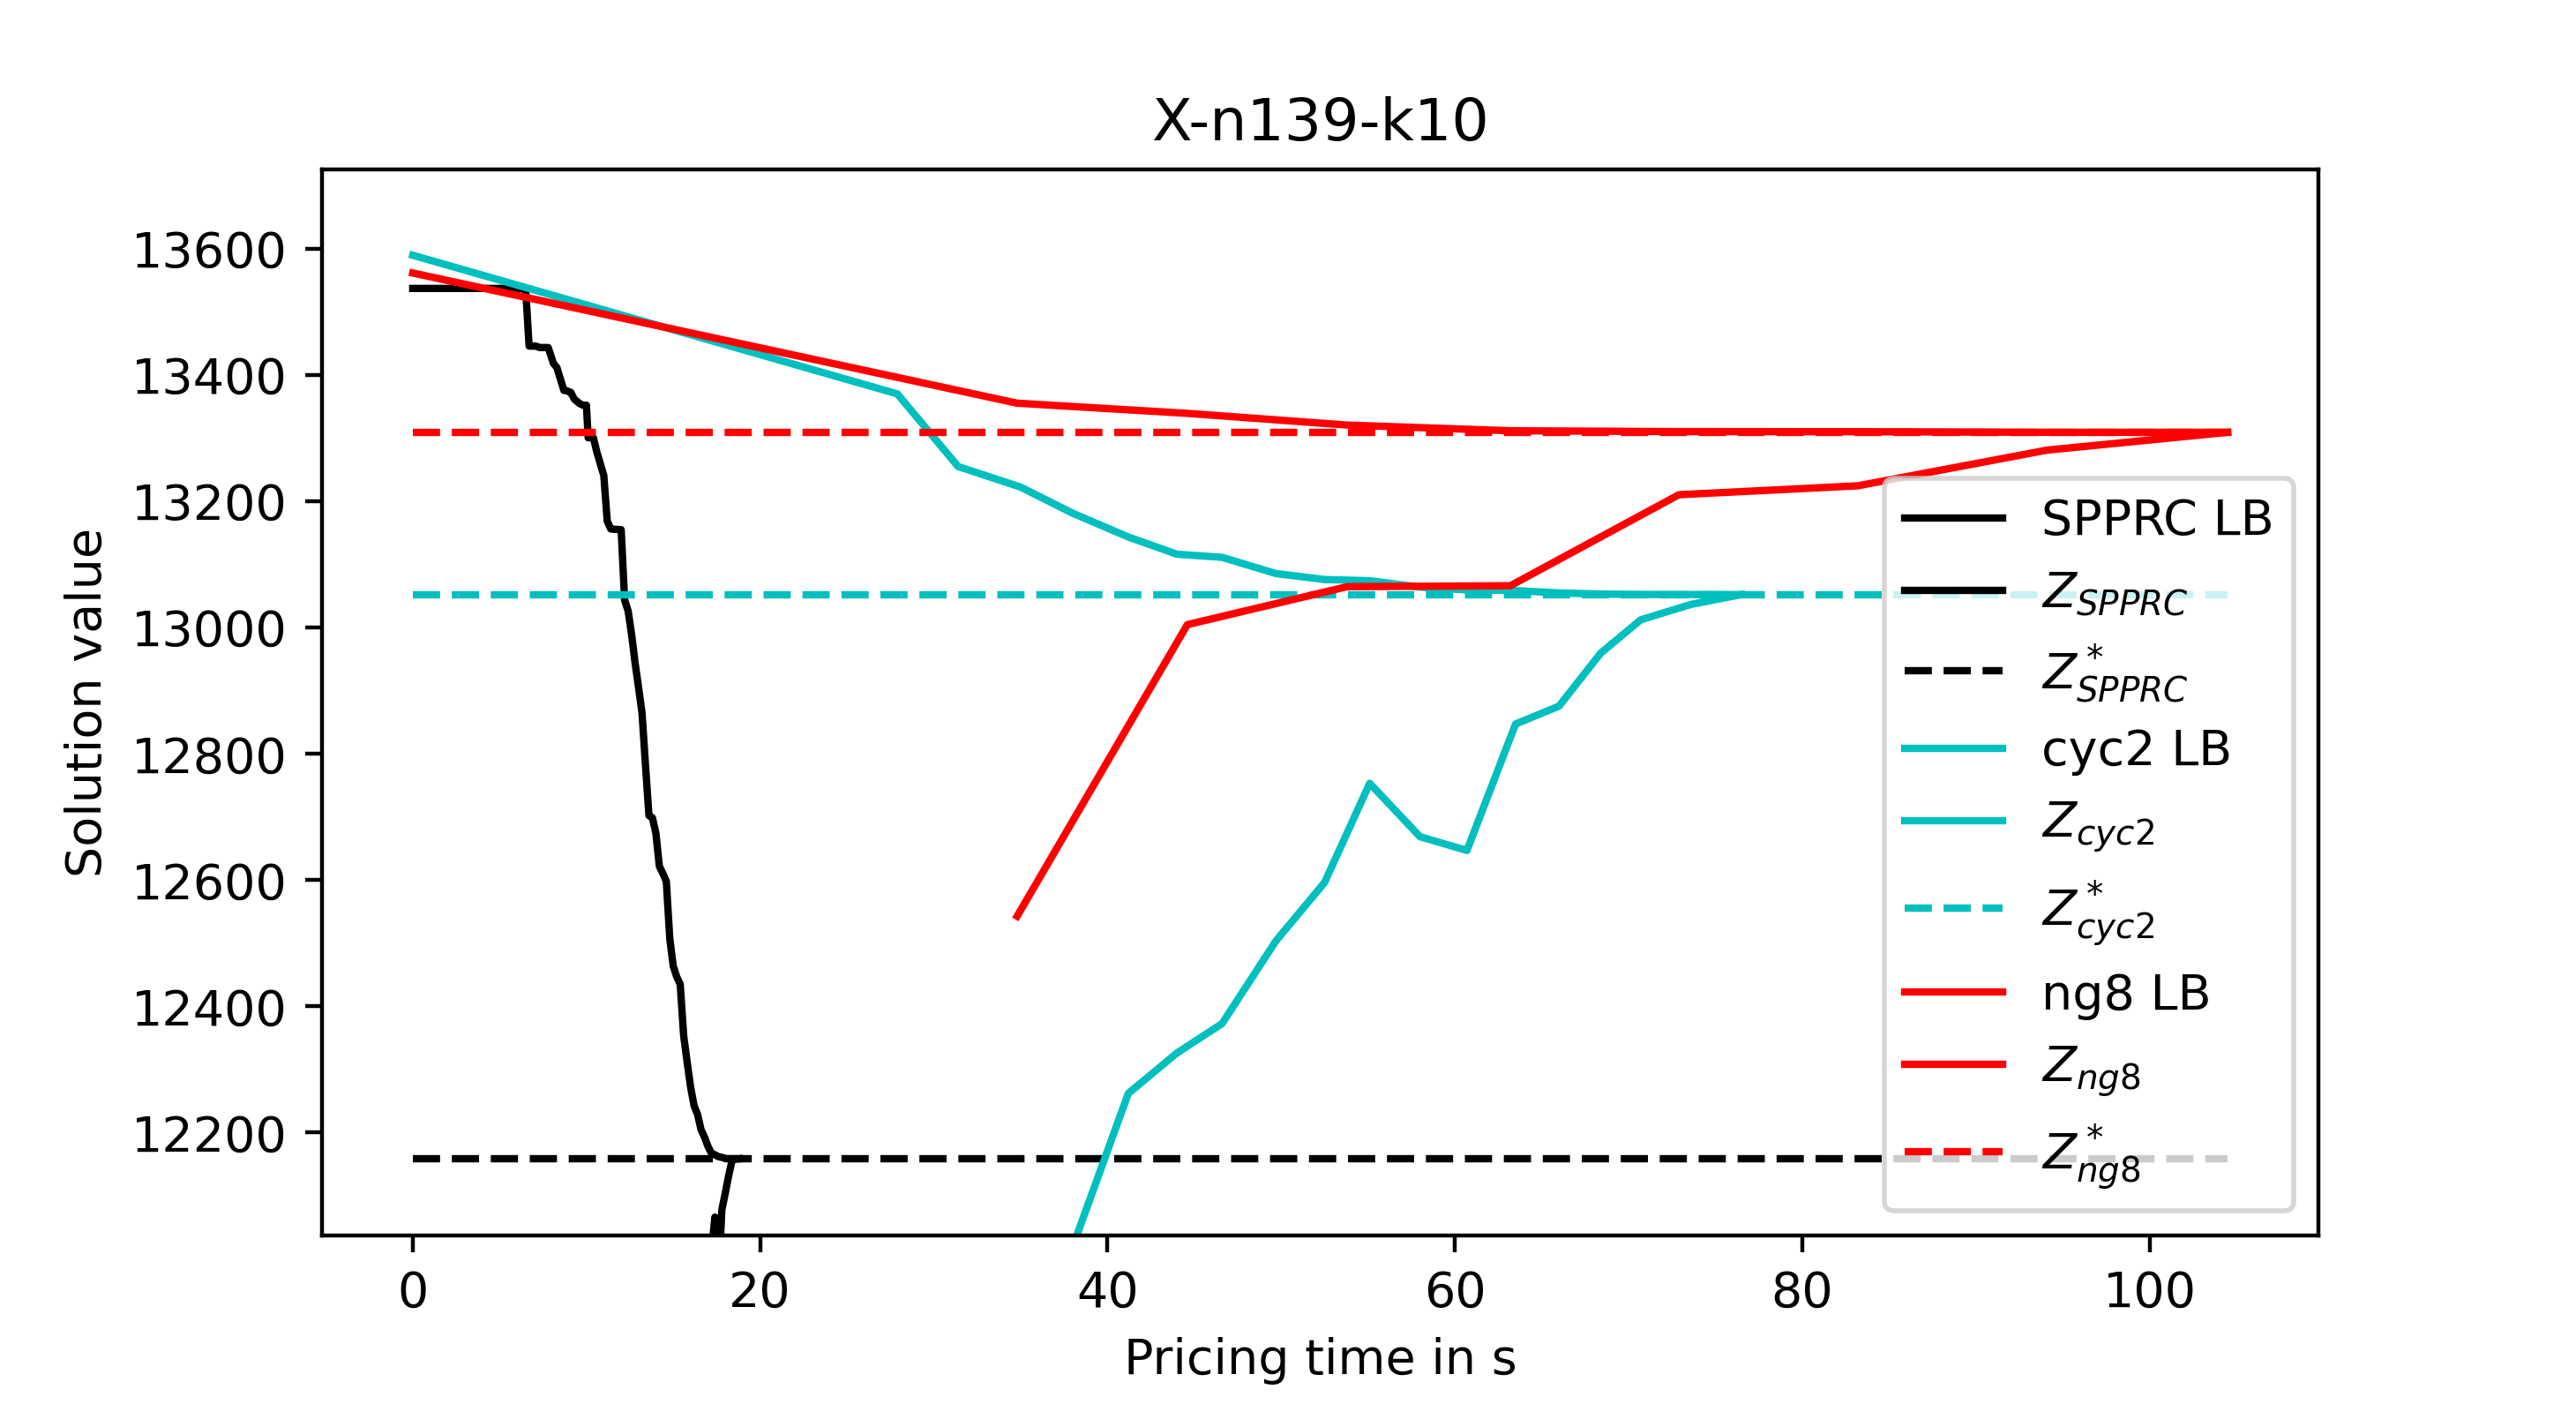 X-n139-k10
Solution value
13600
13400
13200
13000
12800
12600
12400
12200
0 20 40 60 80 100
Pricing time in s
SPPRC LB
Z_SPPRC
Z*_SPPRC
cyc2 LB
Z_cyc2
Z*_cyc2
ng8 LB
Z_ng8
Z*_ng8